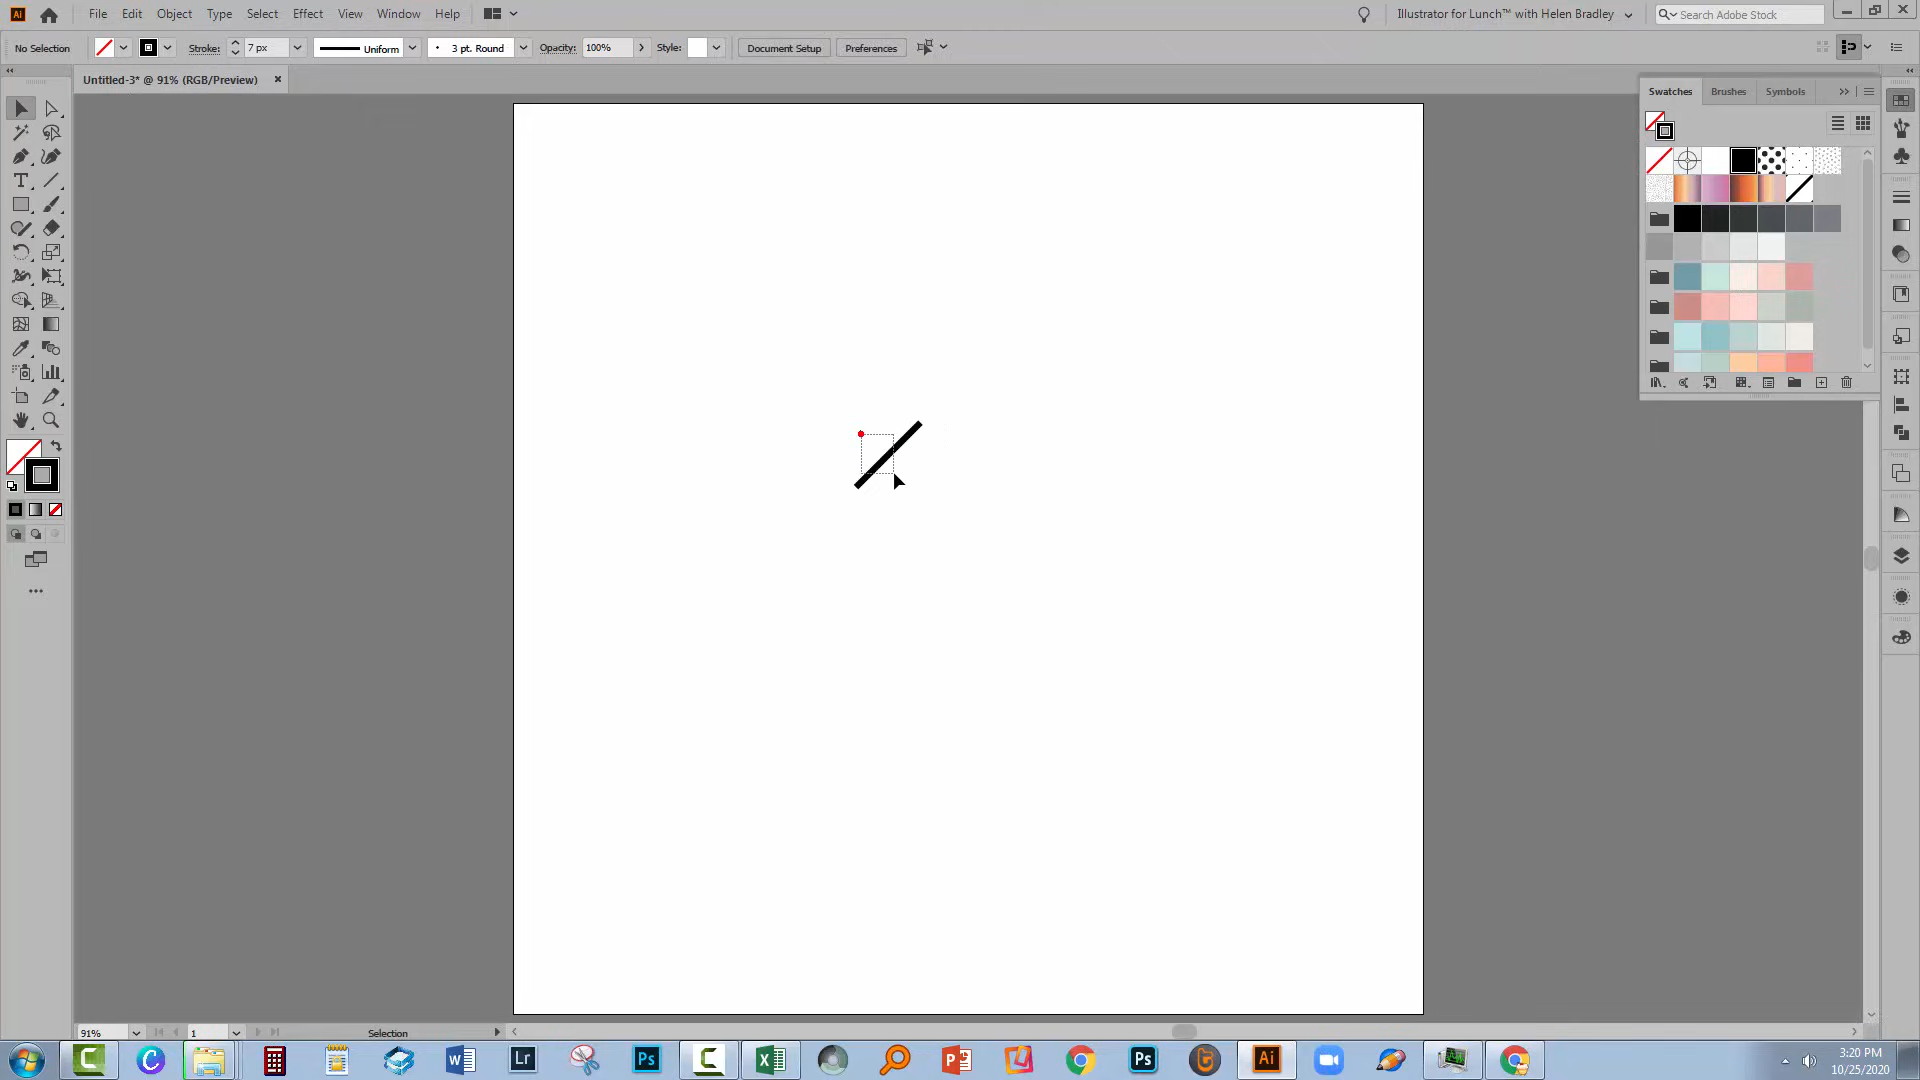 Ai File Edit Object Type Select Effect View Window Help Illustrator for Lunch™ with Helen Bradley Search Adobe Stock
No Selection Stroke: 7 px Uniform 3 pt. Round Opacity: 100% Style: Document Setup Preferences
Untitled-3* @ 91% (RGB/Preview)
Swatches Brushes Symbols
T
91% 1 Selection
C C W Lr Ps C X P Ps Ai
3:20 PM
10/25/2020